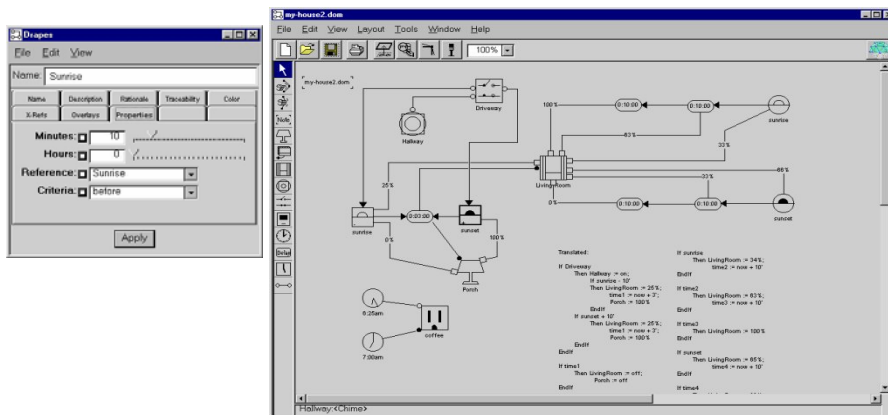 Drapes
File Edit View
Name: Sunrise
Name Description Rationale Traceability Color
X-Refs Overlays Properties
Minutes: 10
Hours: 0
Reference: Sunrise
Criteria: before
Apply
my-house2.dom
File Edit View Layout Tools Window Help
100%
my-house2.dom
Driveway
Hallway
Note
100%
0:10:00
0:10:00
sunrise
63%
33%
LivingRoom
25%
66%
33%
0%
0:10:00
0:10:00
sunset
sunrise
0:03:00
sunset
0%
100%
Porch
6:25am
coffee
7:00am
Delay
Translated:
If Driveway
Then Hallway := on;
If sunrise - 10'
Then LivingRoom := 25%;
time1 := now + 3';
Porch := 100%
EndIf
If sunset + 10'
Then LivingRoom := 25%;
time1 := now + 3';
Porch := 100%
EndIf
EndIf
If time1
Then LivingRoom := off;
Porch := off
EndIf
If sunrise
Then LivingRoom := 34%;
time2 := now + 10'
EndIf
If time2
Then LivingRoom := 63%;
time3 := now + 10'
EndIf
If time3
Then LivingRoom := 100%
EndIf
If sunset
Then LivingRoom := 65%;
time4 := now + 10'
EndIf
If time4
Hallway:<Chime>